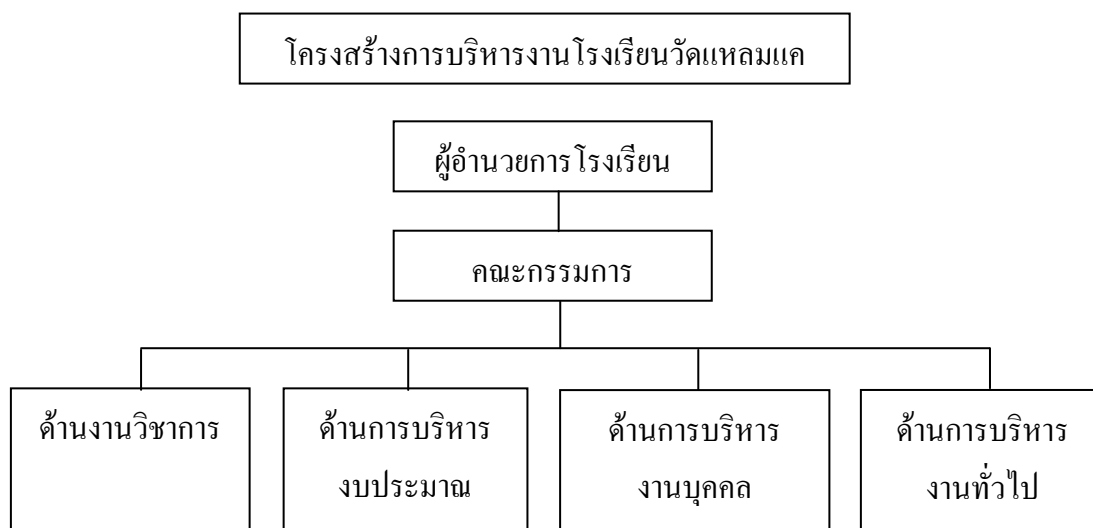 โครงสร้างการบริหารงานโรงเรียนวัดแหลมแค
ผู้อำนวยการโรงเรียน
คณะกรรมการ
ด้านงานวิชาการ
ด้านการบริหาร
งบประมาณ
ด้านการบริหาร
งานบุคคล
ด้านการบริหาร
งานทั่วไป